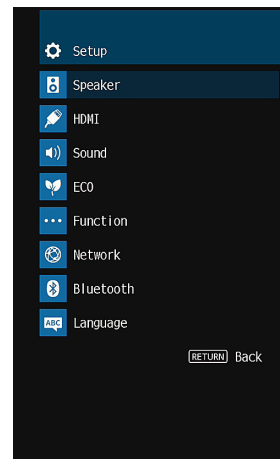 Setup
Speaker
HDMI
Sound
ECO
Function
Network
Bluetooth
ABC Language
RETURN Back